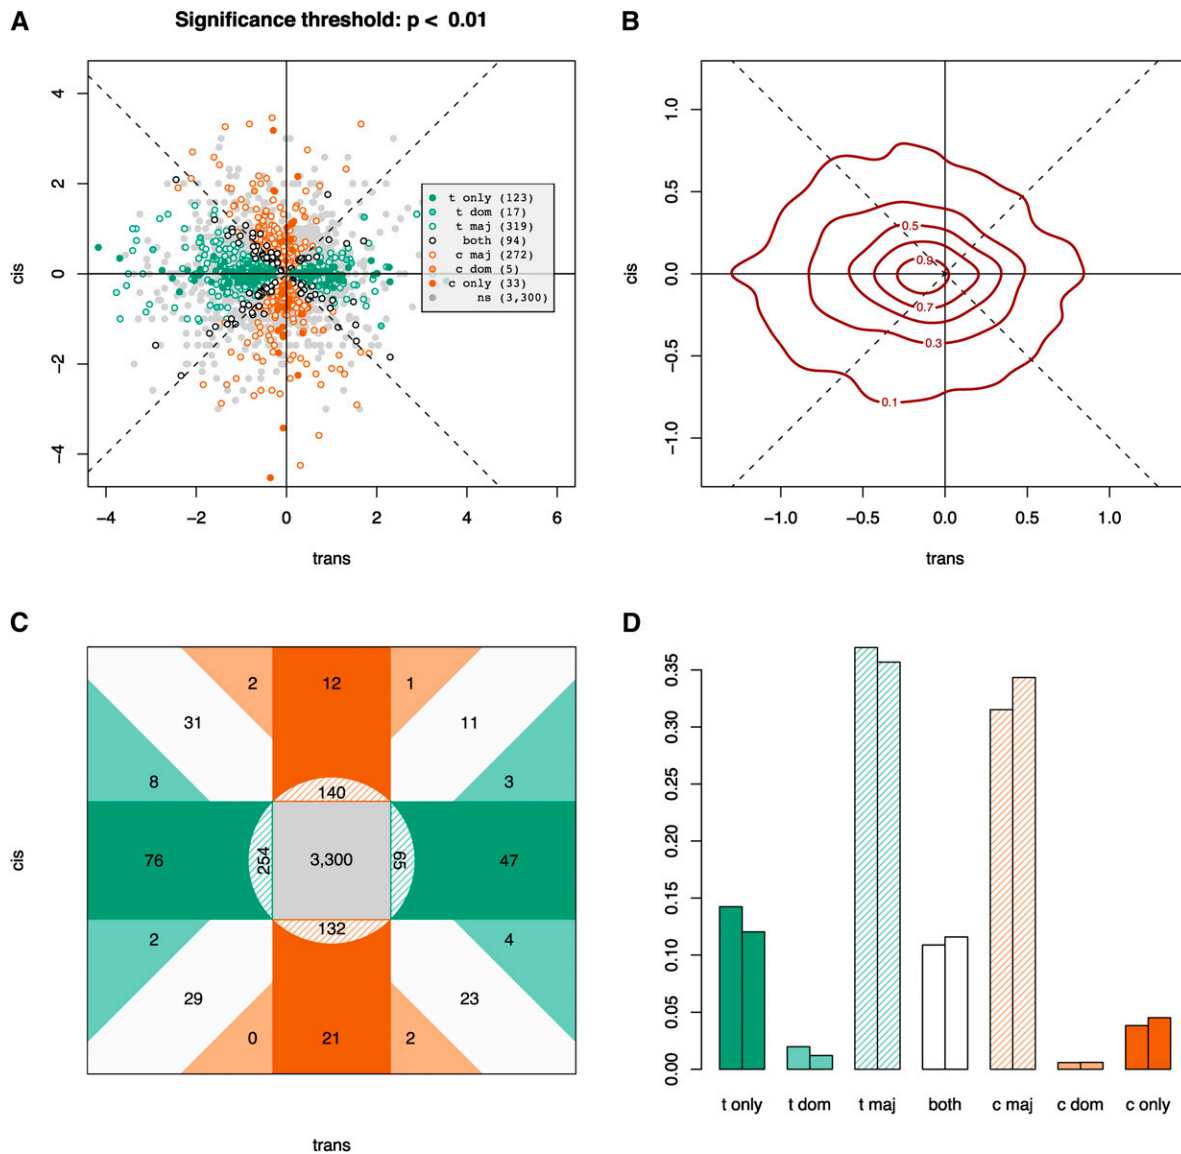 A
Significance threshold: p < 0.01
cis
4
2
0
−2
−4
t only (123)
t dom (17)
t maj (319)
both (94)
c maj (272)
c dom (5)
c only (33)
ns (3,300)
−4 −2 0 2 4 6
trans
B
cis
1.0
0.5
0.0
−0.5
−1.0
0.5
0.9
0.7
0.3
0.1
−1.0 −0.5 0.0 0.5 1.0
trans
C
cis
2 12 1
31 11
8 140 3
76 254 3,300 65 47
2 132 4
29 23
0 21 2
trans
D
0.35
0.30
0.25
0.20
0.15
0.10
0.05
0.00
t only t dom t maj both c maj c dom c only